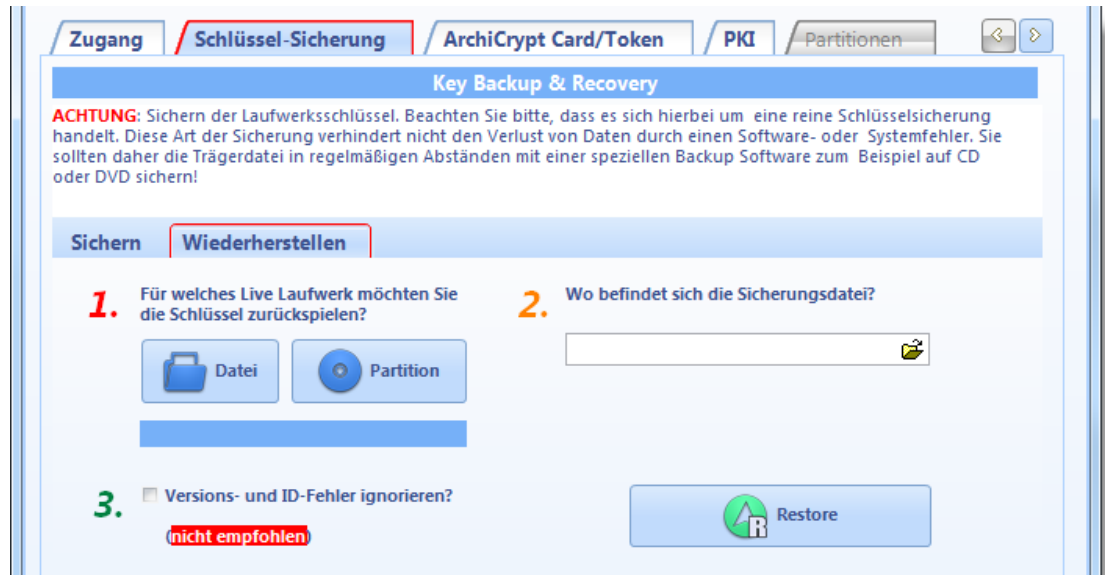 Zugang
Schlüssel-Sicherung
ArchiCrypt Card/Token
PKI
Partitionen
Key Backup & Recovery
ACHTUNG: Sichern der Laufwerksschlüssel. Beachten Sie bitte, dass es sich hierbei um eine reine Schlüsselsicherung
handelt. Diese Art der Sicherung verhindert nicht den Verlust von Daten durch einen Software- oder Systemfehler. Sie
sollten daher die Trägerdatei in regelmäßigen Abständen mit einer speziellen Backup Software zum Beispiel auf CD
oder DVD sichern!
Sichern
Wiederherstellen
1.
Für welches Live Laufwerk möchten Sie
die Schlüssel zurückspielen?
Datei
Partition
2.
Wo befindet sich die Sicherungsdatei?
3.
Versions- und ID-Fehler ignorieren?
(nicht empfohlen)
R
Restore